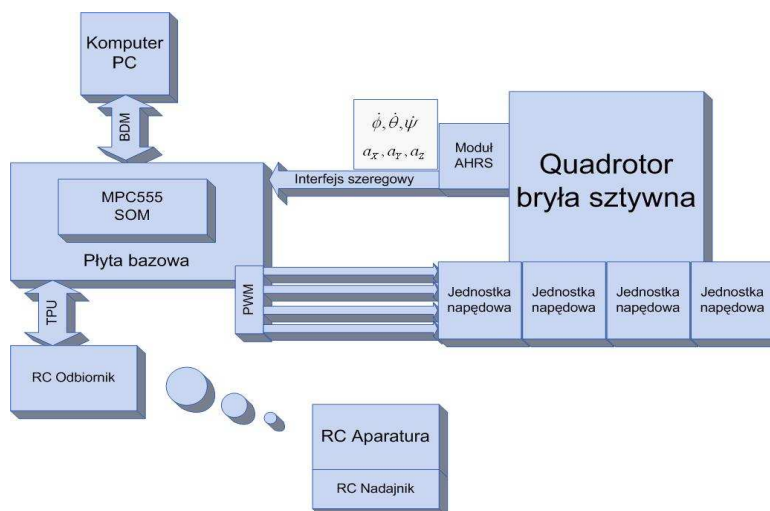 Komputer
PC
BDM
MPC555
SOM
Płyta bazowa
TPU
RC Odbiornik
PWM
ϕ̇, θ̇, ψ̇
a_X, a_Y, a_Z
Interfejs szeregowy
Moduł
AHRS
Quadrotor
bryła sztywna
Jednostka
napędowa
Jednostka
napędowa
Jednostka
napędowa
Jednostka
napędowa
RC Aparatura
RC Nadajnik